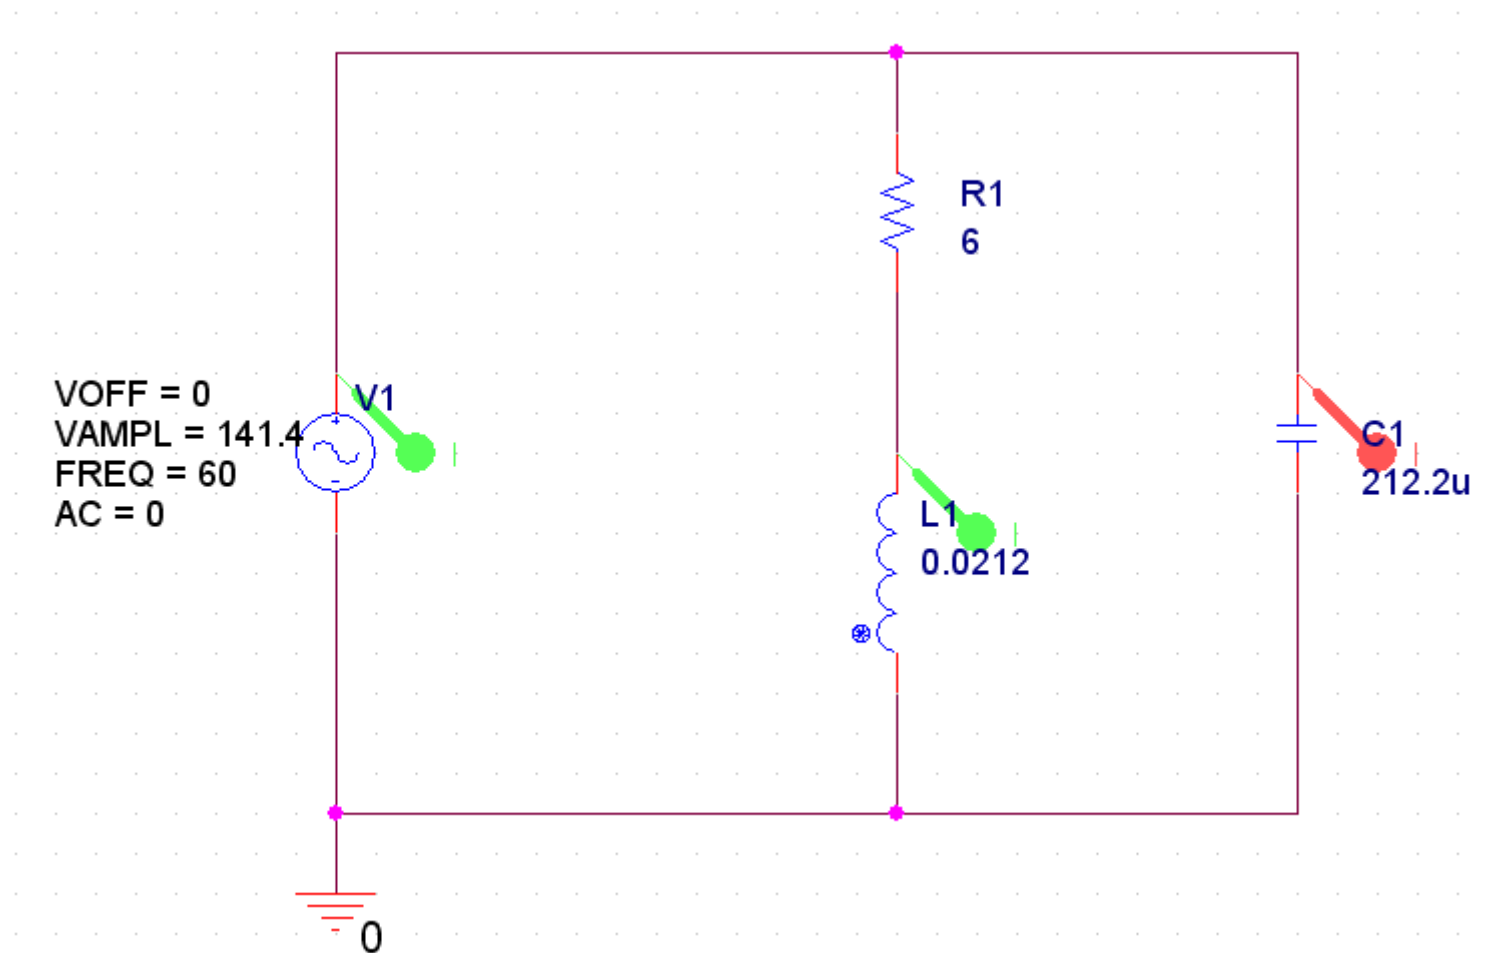 R1
6
VOFF = 0
VAMPL = 141.4
FREQ = 60
AC = 0
V1
C1
212.2u
L1
0.0212
0